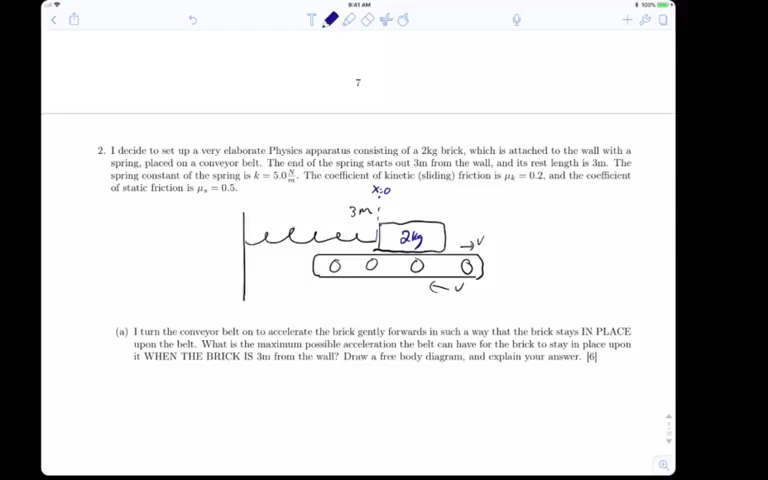 9:41 AM
100%
T
7
2. I decide to set up a very elaborate Physics apparatus consisting of a 2kg brick, which is attached to the wall with a
spring, placed on a conveyor belt. The end of the spring starts out 3m from the wall, and its rest length is 3m. The
spring constant of the spring is k = 5.0 N/m. The coefficient of kinetic (sliding) friction is μk = 0.2, and the coefficient
of static friction is μs = 0.5.
x=0
3m
2kg
→v
←v
(a) I turn the conveyor belt on to accelerate the brick gently forwards in such a way that the brick stays IN PLACE
upon the belt. What is the maximum possible acceleration the belt can have for the brick to stay in place upon
it WHEN THE BRICK IS 3m from the wall? Draw a free body diagram, and explain your answer. [6]